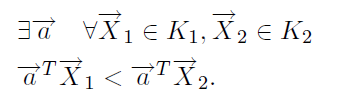 ∃a⃗ ∀X⃗₁ ∈ K₁, X⃗₂ ∈ K₂
a⃗ᵀX⃗₁ < a⃗ᵀX⃗₂.